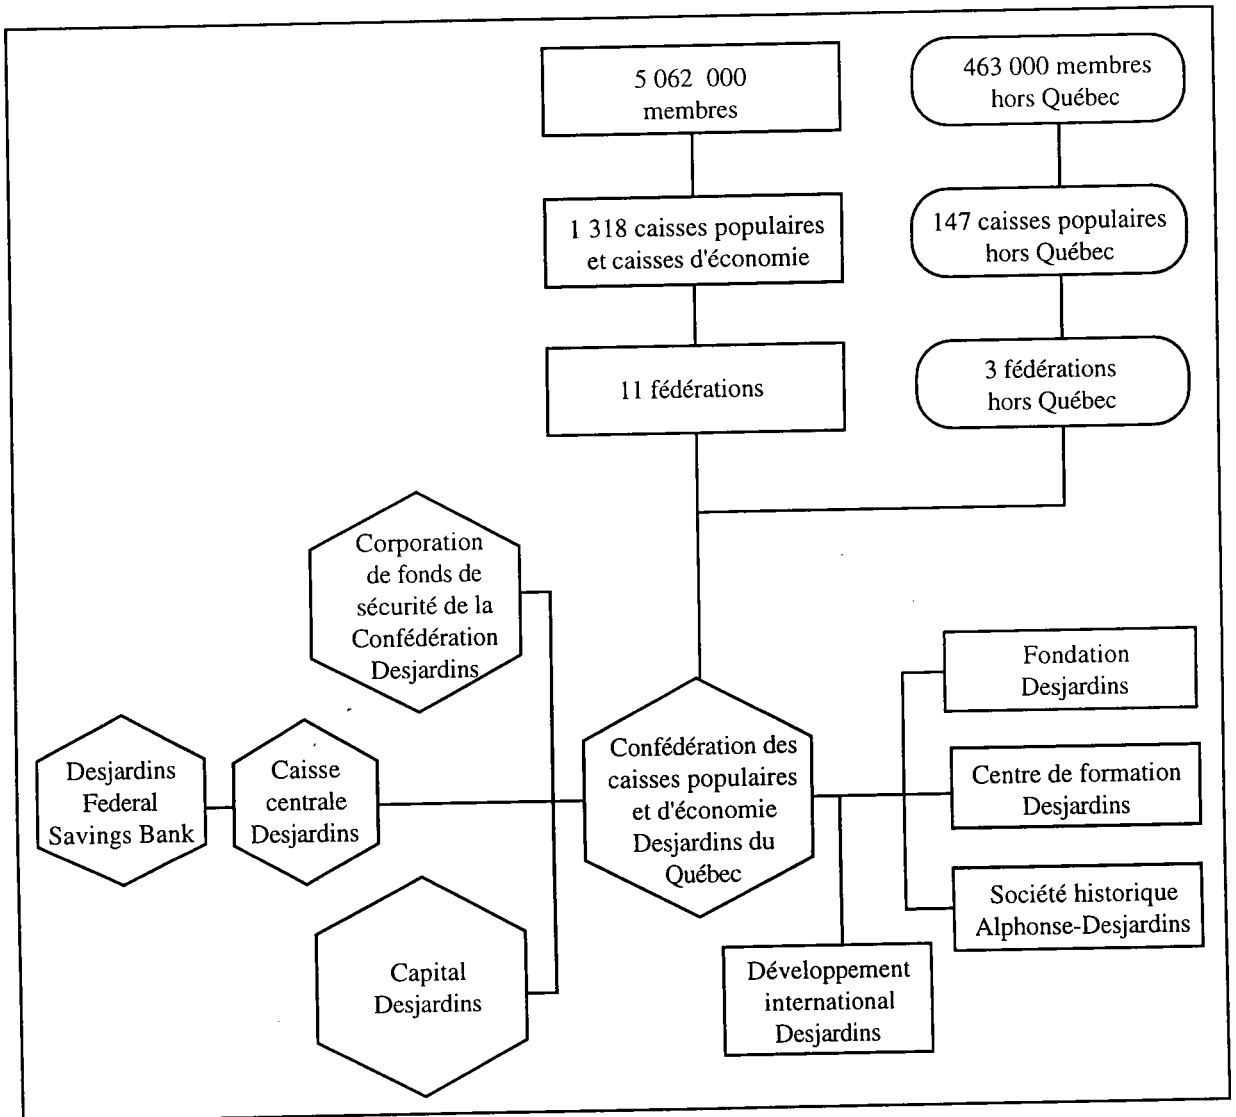 5 062 000
membres
463 000 membres
hors Québec
1 318 caisses populaires
et caisses d'économie
147 caisses populaires
hors Québec
11 fédérations
3 fédérations
hors Québec
Corporation
de fonds de
sécurité de la
Confédération
Desjardins
Desjardins
Federal
Savings Bank
Caisse
centrale
Desjardins
Confédération des
caisses populaires
et d'économie
Desjardins du
Québec
Fondation
Desjardins
Centre de formation
Desjardins
Société historique
Alphonse-Desjardins
Capital
Desjardins
Développement
international
Desjardins